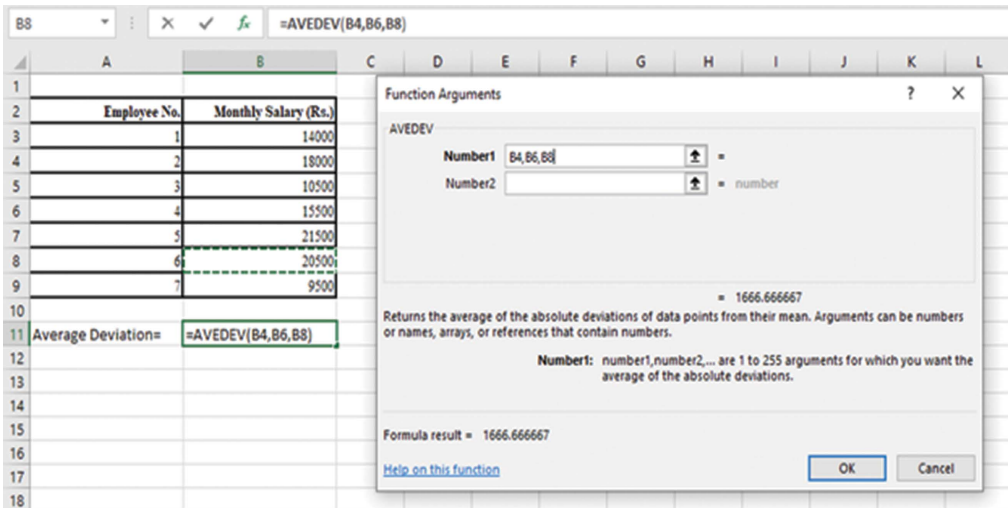 B8 =AVEDEV(B4,B6,B8)
A B C D E F G H I J K L
1
2 Employee No. Monthly Salary (Rs.)
3 1 14000
4 2 18000
5 3 10500
6 4 15500
7 5 21500
8 6 20500
9 7 9500
10
11 Average Deviation= =AVEDEV(B4,B6,B8)
12
13
14
15
16
17
18
Function Arguments ? ×
AVEDEV
Number1 B4,B6,B8 =
Number2 = number
= 1666.666667
Returns the average of the absolute deviations of data points from their mean. Arguments can be numbers
or names, arrays, or references that contain numbers.
Number1: number1,number2,... are 1 to 255 arguments for which you want the
average of the absolute deviations.
Formula result = 1666.666667
Help on this function OK Cancel